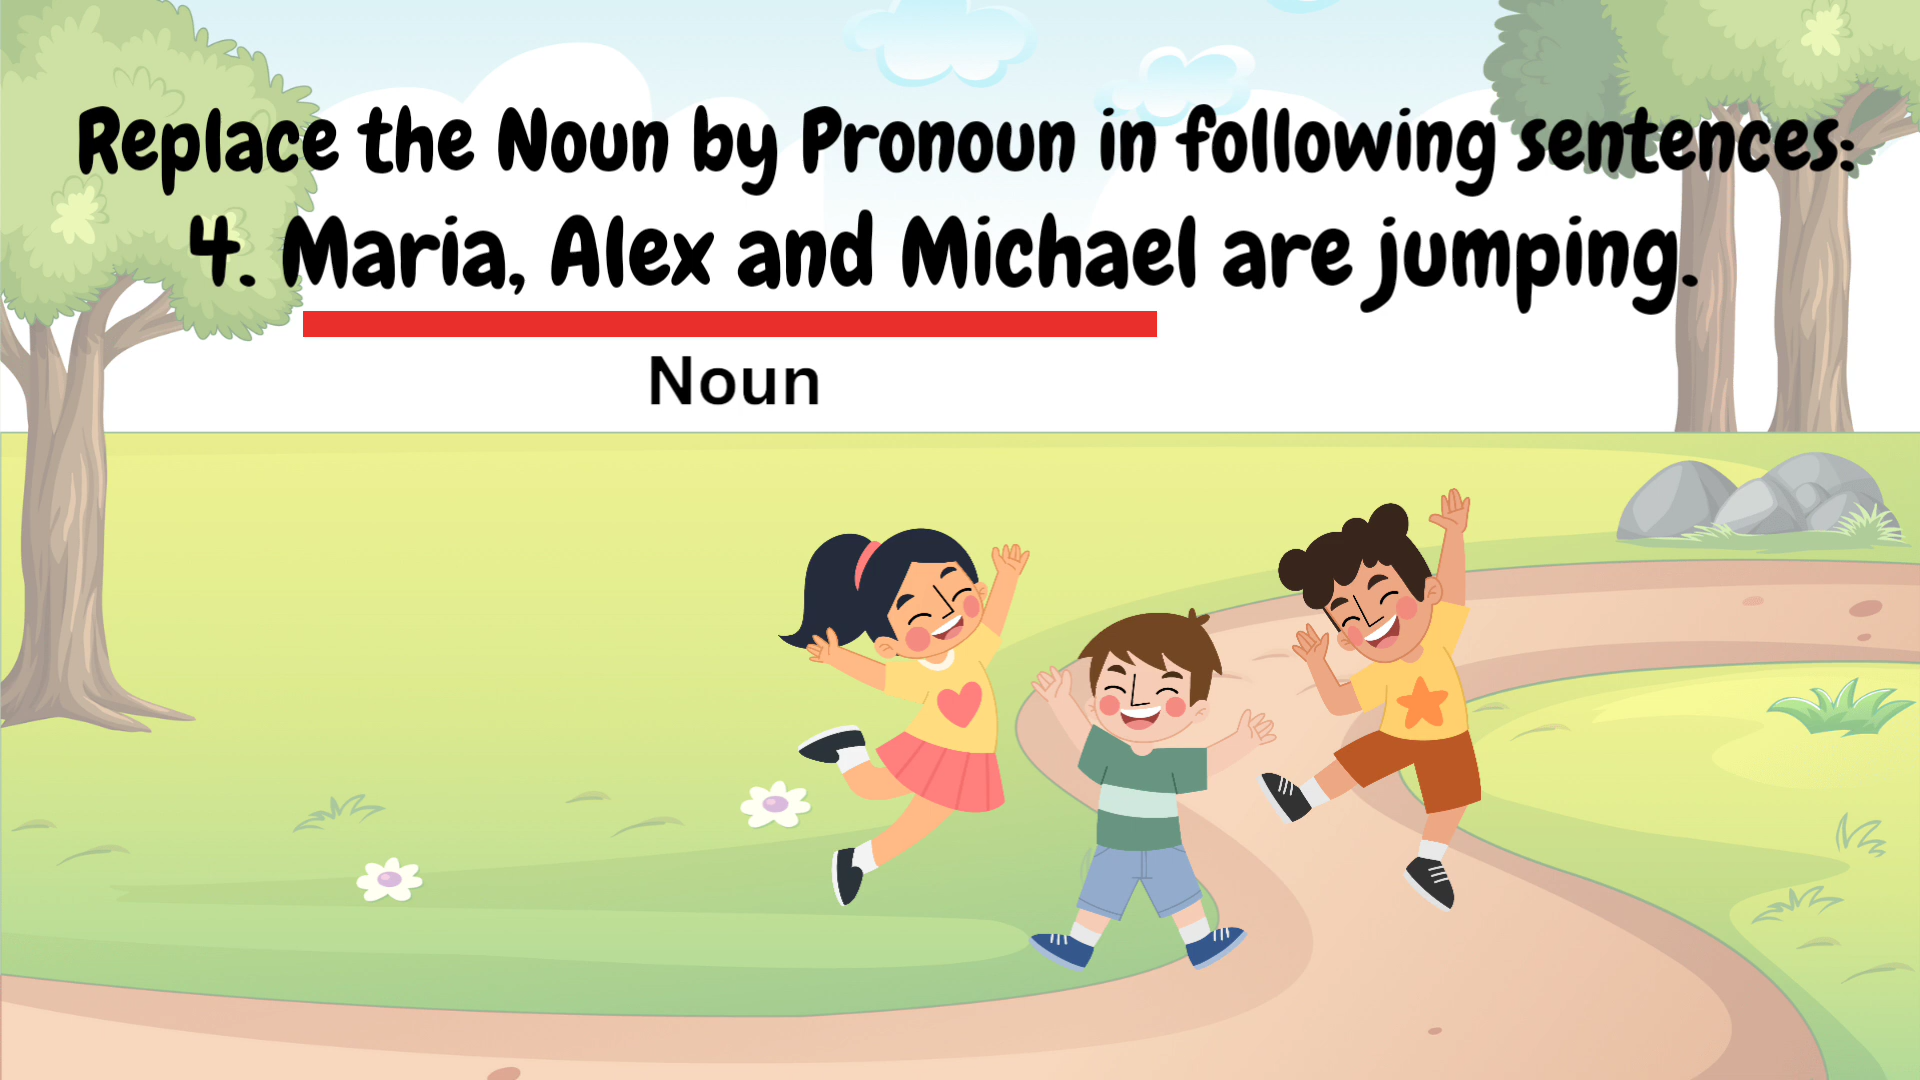 Replace the Noun by Pronoun in following sentences:
4. Maria, Alex and Michael are jumping.
Noun